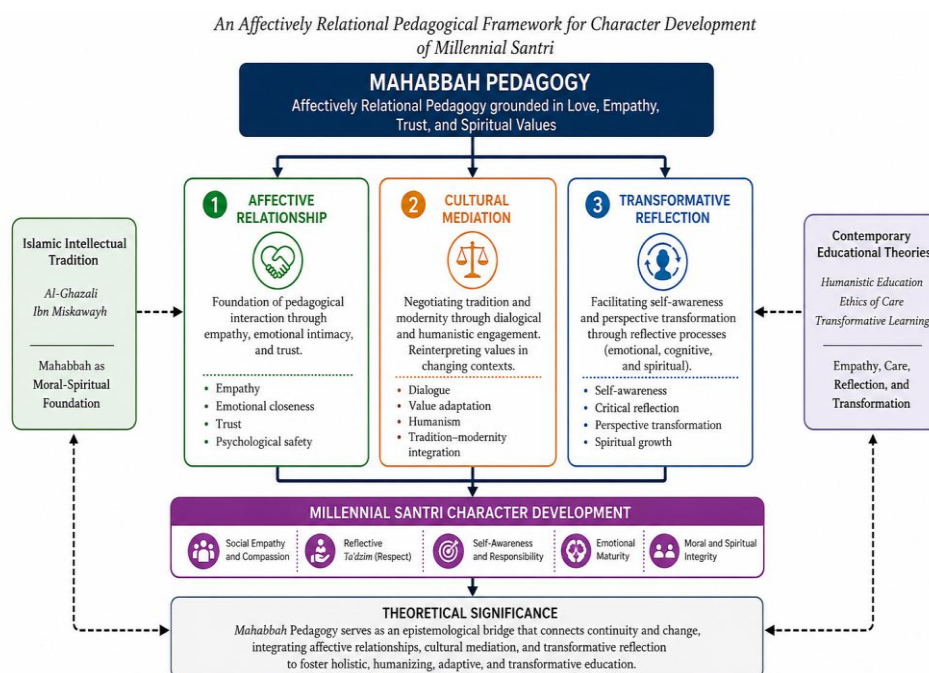 An Affectively Relational Pedagogical Framework for Character Development
of Millennial Santri
MAHABBAH PEDAGOGY
Affectively Relational Pedagogy grounded in Love, Empathy,
Trust, and Spiritual Values
Islamic Intellectual
Tradition
Al-Ghazali
Ibn Miskawayh
Mahabbah as
Moral-Spiritual
Foundation
1
AFFECTIVE
RELATIONSHIP
Foundation of pedagogical
interaction through
empathy, emotional intimacy,
and trust.
• Empathy
• Emotional closeness
• Trust
• Psychological safety
2
CULTURAL
MEDIATION
Negotiating tradition and
modernity through dialogical
and humanistic engagement.
Reinterpreting values in
changing contexts.
• Dialogue
• Value adaptation
• Humanism
• Tradition–modernity
integration
3
TRANSFORMATIVE
REFLECTION
Facilitating self-awareness
and perspective transformation
through reflective processes
(emotional, cognitive,
and spiritual).
• Self-awareness
• Critical reflection
• Perspective transformation
• Spiritual growth
Contemporary
Educational Theories
Humanistic Education
Ethics of Care
Transformative Learning
Empathy, Care,
Reflection, and
Transformation
MILLENNIAL SANTRI CHARACTER DEVELOPMENT
Social Empathy
and Compassion
Reflective
Ta'dzim (Respect)
Self-Awareness
and Responsibility
Emotional
Maturity
Moral and Spiritual
Integrity
THEORETICAL SIGNIFICANCE
Mahabbah Pedagogy serves as an epistemological bridge that connects continuity and change,
integrating affective relationships, cultural mediation, and transformative reflection
to foster holistic, humanizing, adaptive, and transformative education.